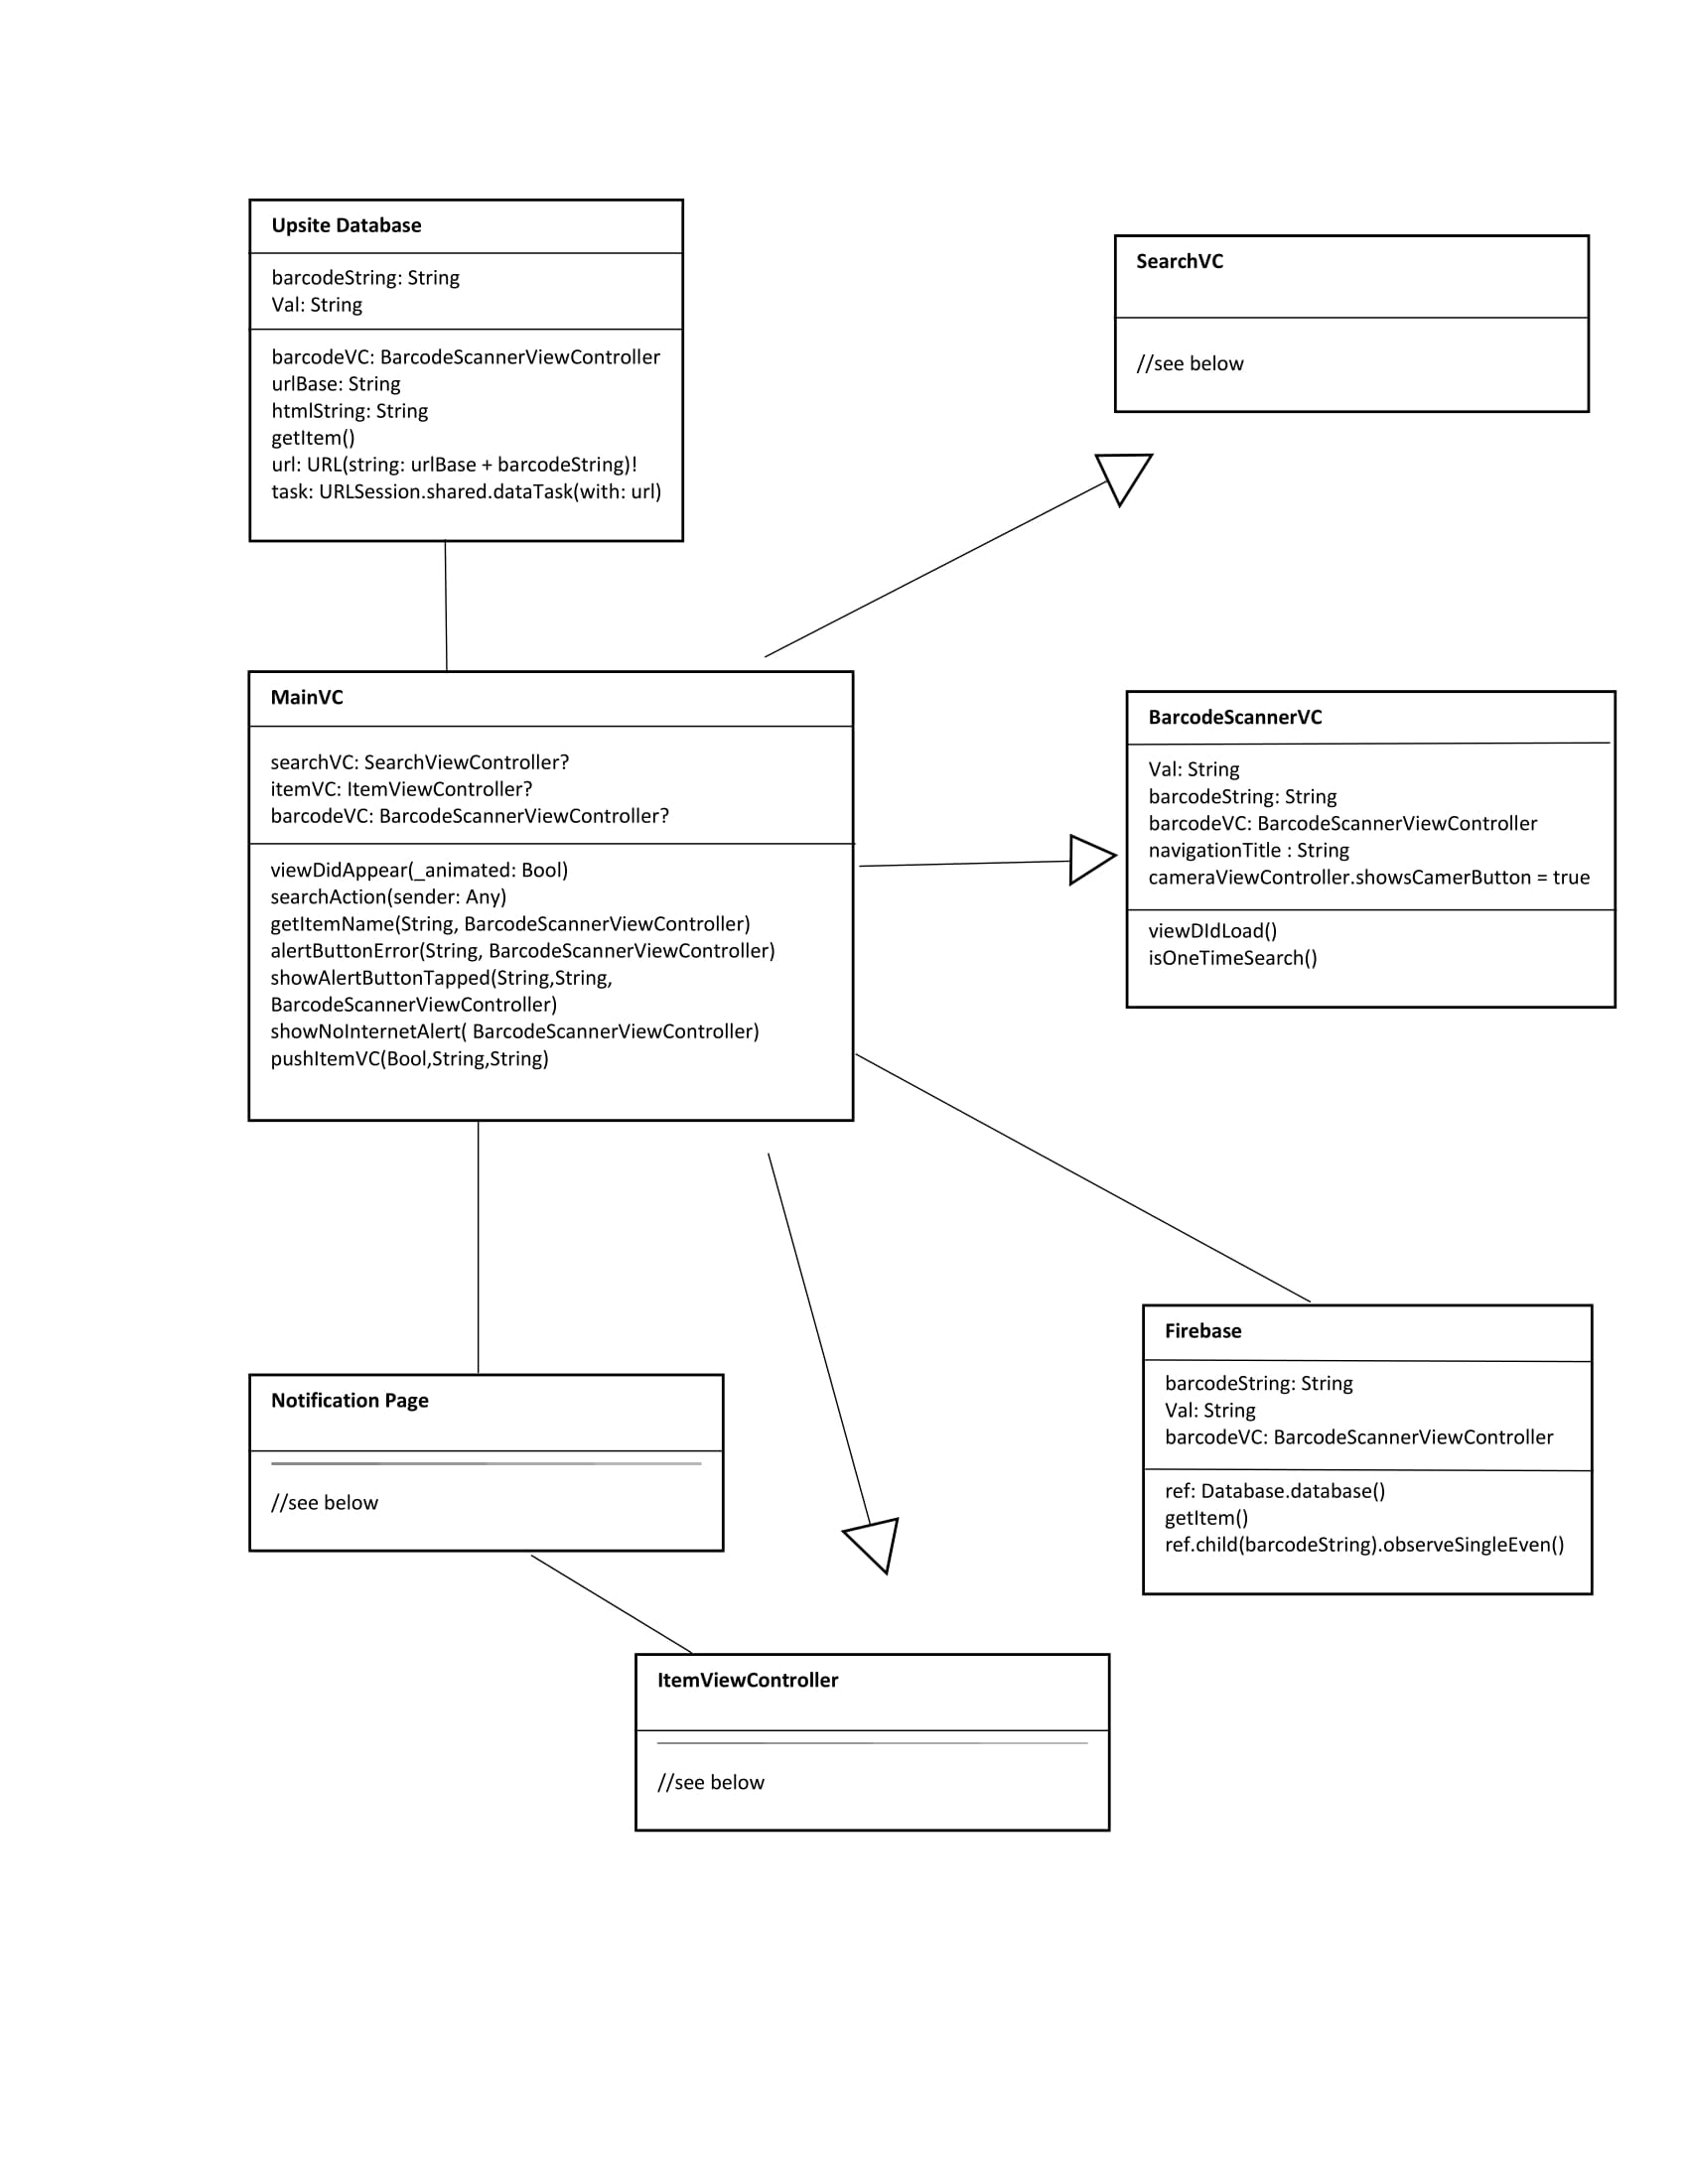 Upsite Database
barcodeString: String
Val: String
barcodeVC: BarcodeScannerViewController
urlBase: String
htmlString: String
getItem()
url: URL(string: urlBase + barcodeString)!
task: URLSession.shared.dataTask(with: url)
SearchVC
//see below
MainVC
searchVC: SearchViewController?
itemVC: ItemViewController?
barcodeVC: BarcodeScannerViewController?
viewDidAppear(_animated: Bool)
searchAction(sender: Any)
getItemName(String, BarcodeScannerViewController)
alertButtonError(String, BarcodeScannerViewController)
showAlertButtonTapped(String,String,
BarcodeScannerViewController)
showNoInternetAlert( BarcodeScannerViewController)
pushItemVC(Bool,String,String)
BarcodeScannerVC
Val: String
barcodeString: String
barcodeVC: BarcodeScannerViewController
navigationTitle : String
cameraViewController.showsCamerButton = true
viewDIdLoad()
isOneTimeSearch()
Notification Page
//see below
Firebase
barcodeString: String
Val: String
barcodeVC: BarcodeScannerViewController
ref: Database.database()
getItem()
ref.child(barcodeString).observeSingleEven()
ItemViewController
//see below